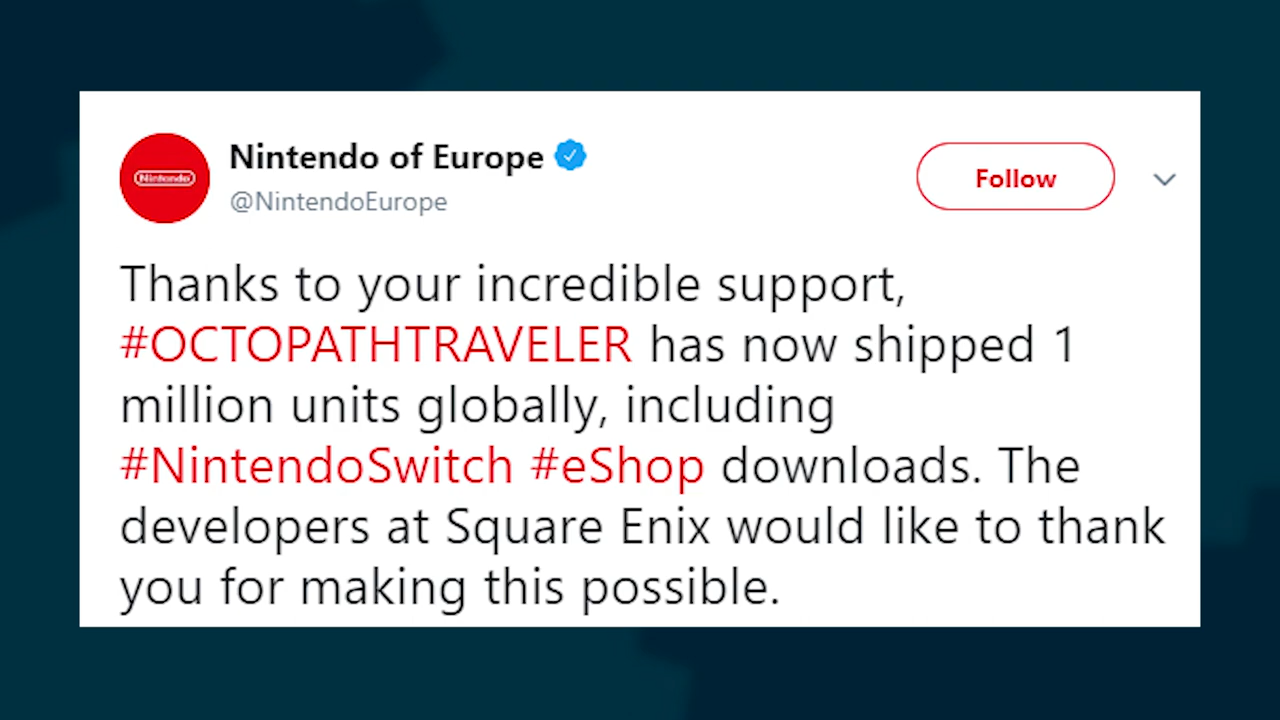 Nintendo
Nintendo of Europe
@NintendoEurope
Follow
Thanks to your incredible support,
#OCTOPATHTRAVELER has now shipped 1
million units globally, including
#NintendoSwitch #eShop downloads. The
developers at Square Enix would like to thank
you for making this possible.